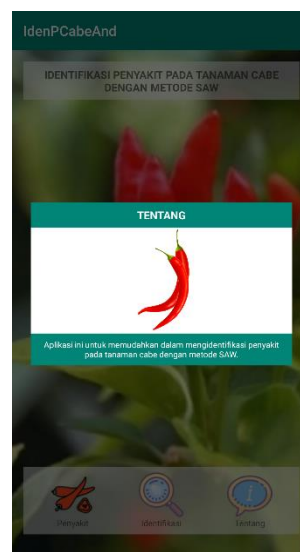 IdenPCabeAnd
IDENTIFIKASI PENYAKIT PADA TANAMAN CABE
DENGAN METODE SAW
TENTANG
Aplikasi ini untuk memudahkan dalam mengidentifikasi penyakit
pada tanaman cabe dengan metode SAW.
Penyakit Identifikasi Tentang